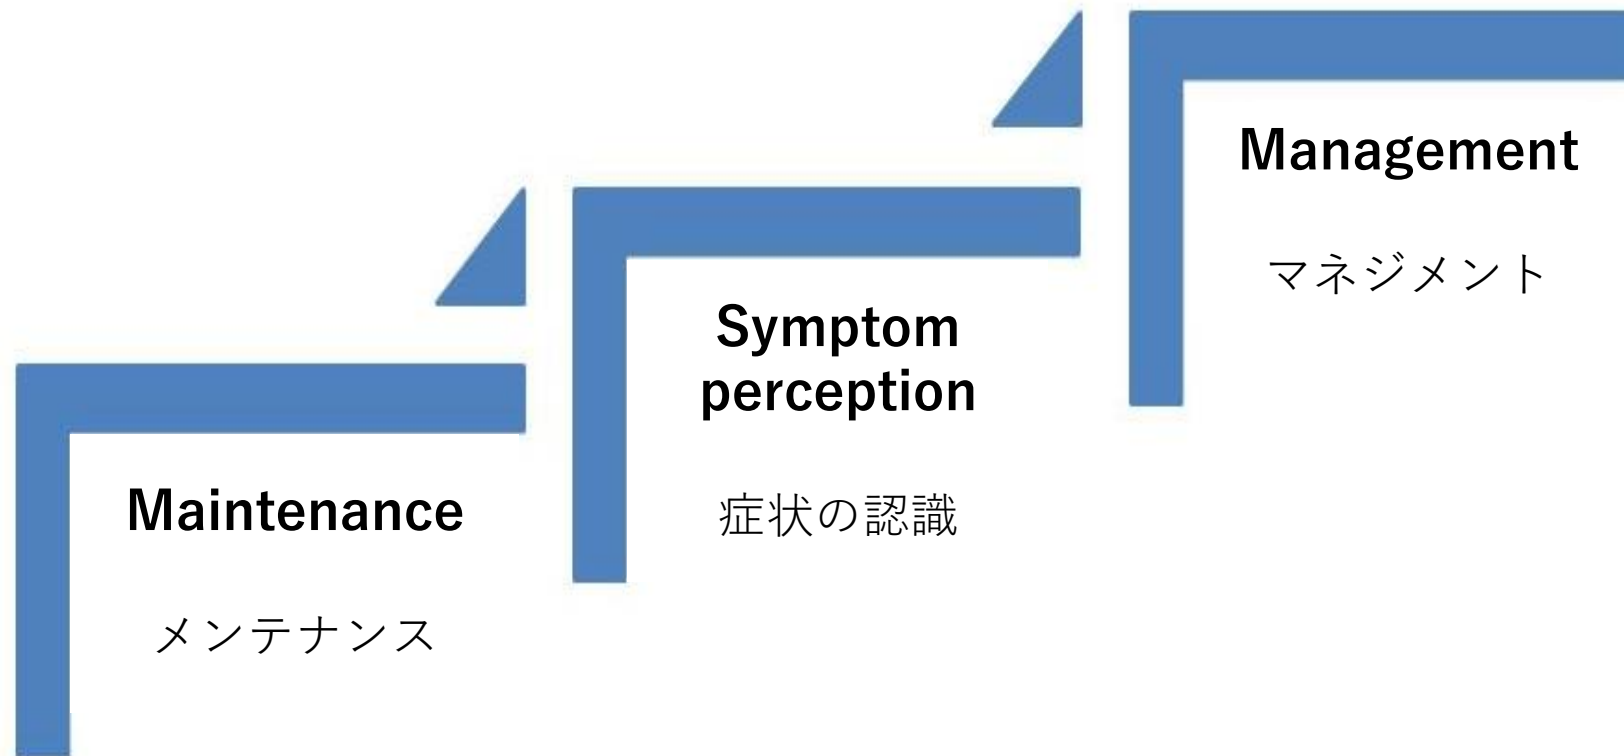 Maintenance
メンテナンス
Symptom
perception
症状の認識
Management
マネジメント